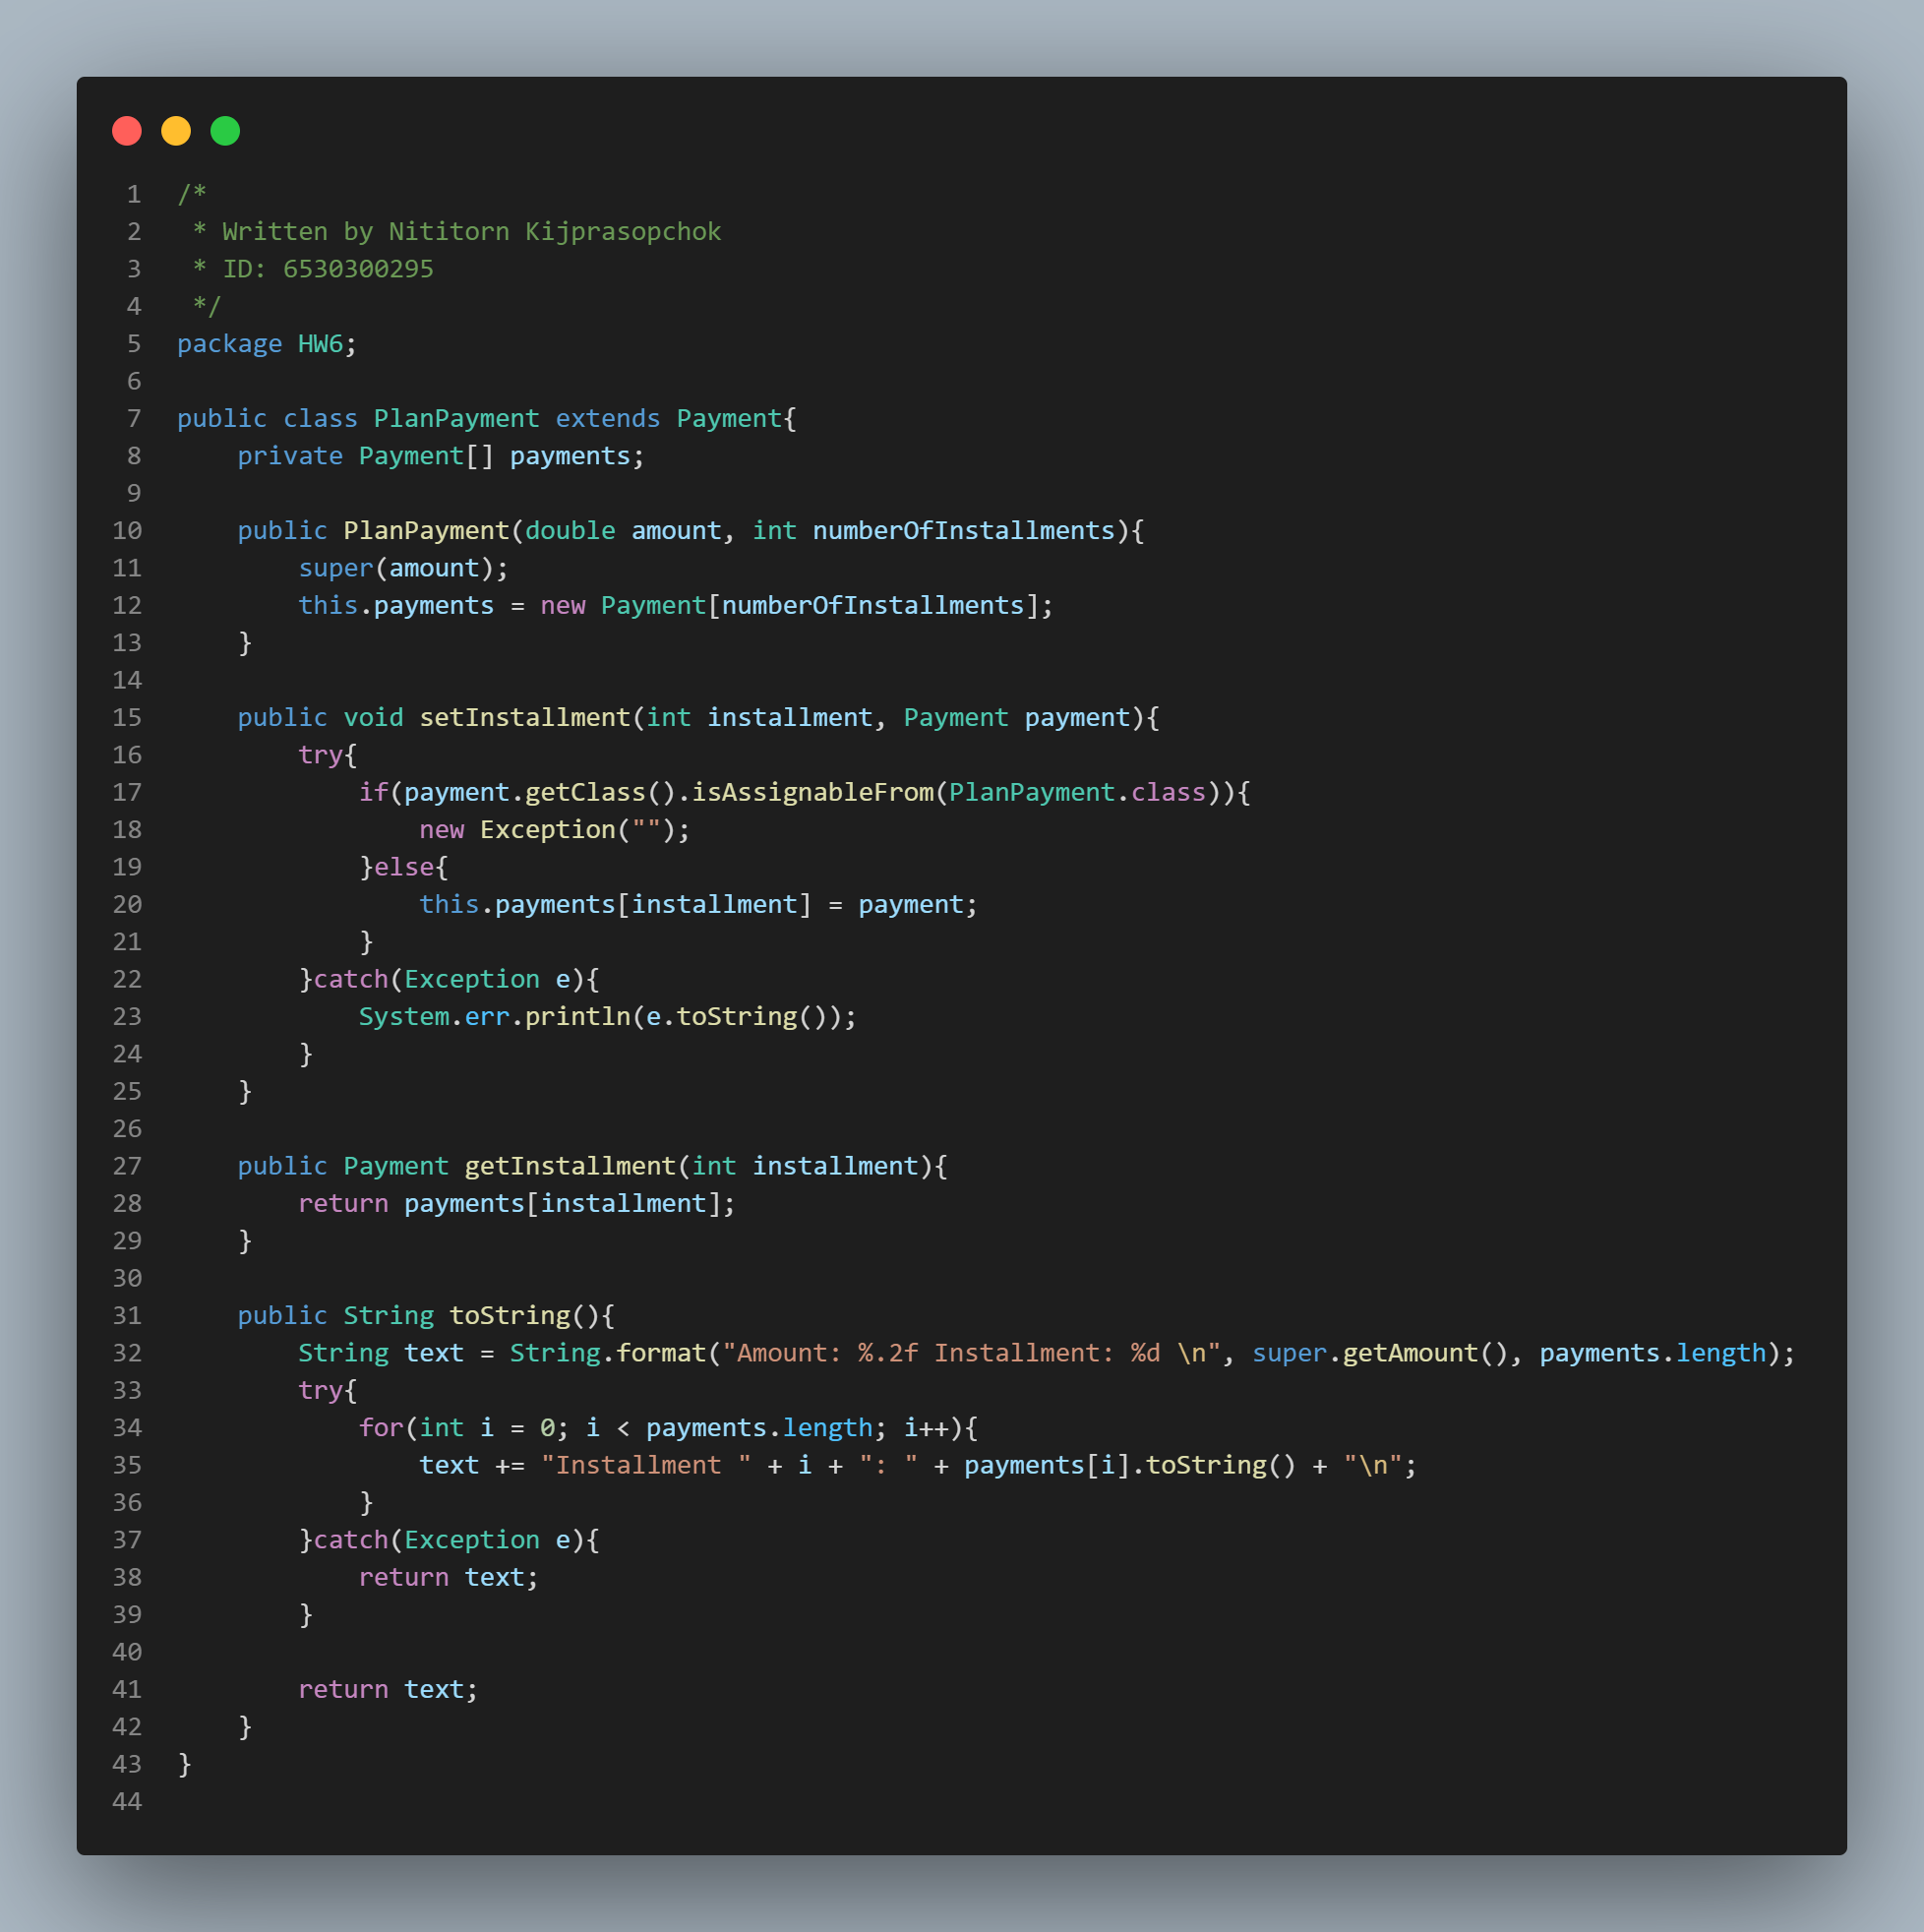 1 /*
2  * Written by Nititorn Kijprasopchok
3  * ID: 6530300295
4  */
5 package HW6;
6
7 public class PlanPayment extends Payment{
8     private Payment[] payments;
9
10     public PlanPayment(double amount, int numberOfInstallments){
11         super(amount);
12         this.payments = new Payment[numberOfInstallments];
13     }
14
15     public void setInstallment(int installment, Payment payment){
16         try{
17             if(payment.getClass().isAssignableFrom(PlanPayment.class)){
18                 new Exception("");
19             }else{
20                 this.payments[installment] = payment;
21             }
22         }catch(Exception e){
23             System.err.println(e.toString());
24         }
25     }
26
27     public Payment getInstallment(int installment){
28         return payments[installment];
29     }
30
31     public String toString(){
32         String text = String.format("Amount: %.2f Installment: %d \n", super.getAmount(), payments.length);
33         try{
34             for(int i = 0; i < payments.length; i++){
35                 text += "Installment " + i + ": " + payments[i].toString() + "\n";
36             }
37         }catch(Exception e){
38             return text;
39         }
40
41         return text;
42     }
43 }
44